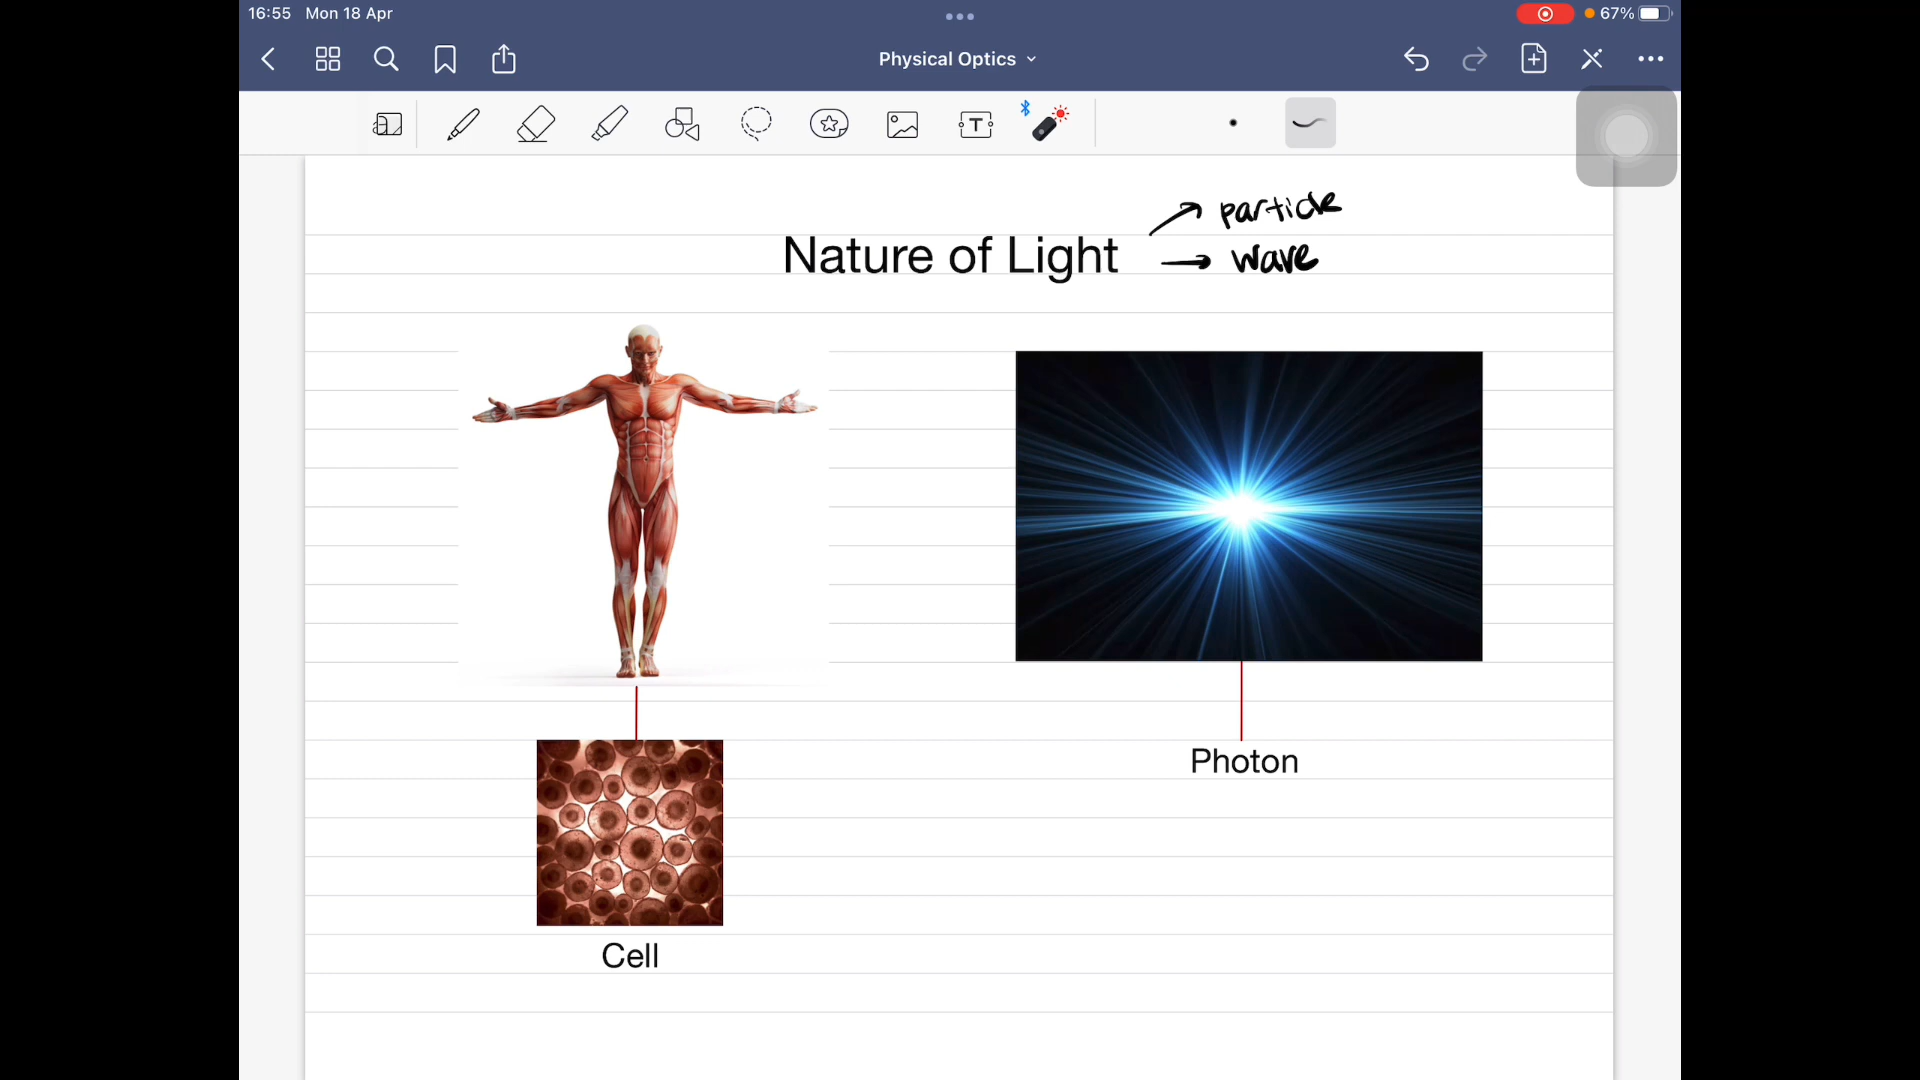 16:55 Mon 18 Apr
67%
Physical Optics
T
particle
Nature of Light
wave
Photon
Cell